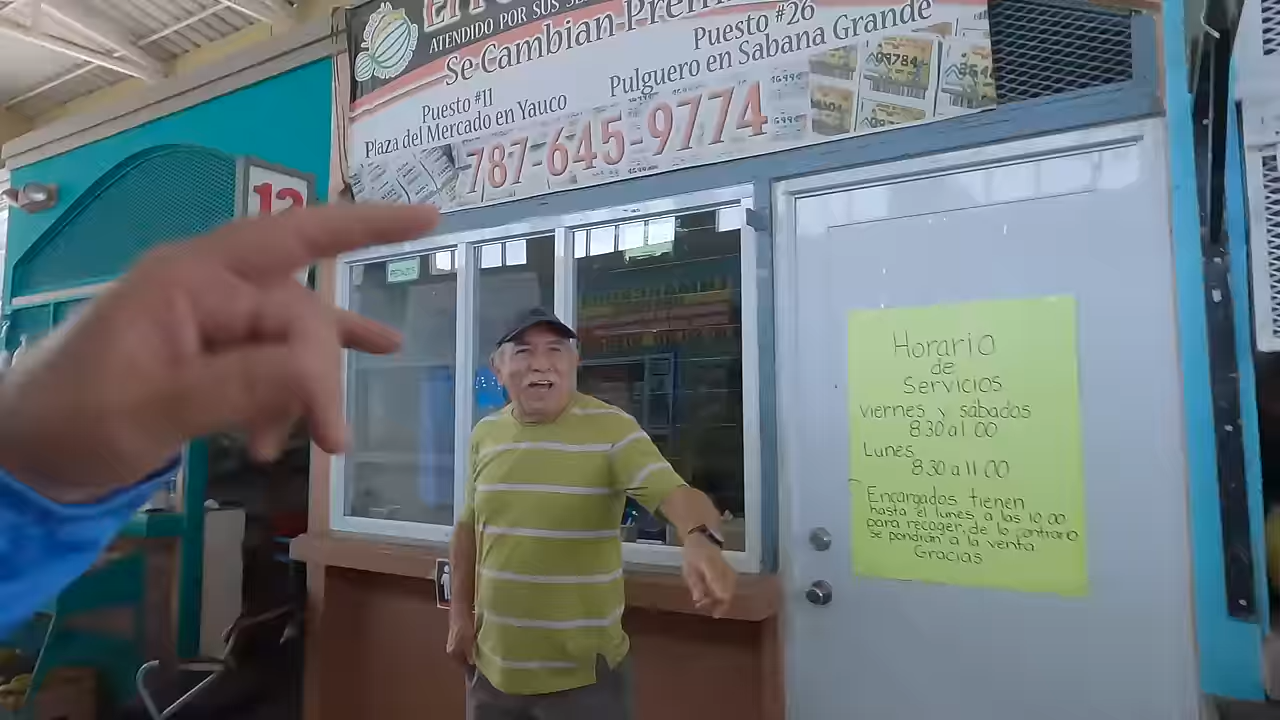 ATENDIDO POR SUS
Se Cambian
Puesto #26
Pulguero en Sabana Grande
Puesto #11
Plaza del Mercado en Yauco
787-645-9774
09784
Horario
de
Servicios
Viernes y sábados
8:30 a 1:00
Lunes
8:30 a 11:00
Encargados tienen
hasta el lunes, a las 10:00
para recoger, de lo contrario
se pondrán a la venta
Gracias